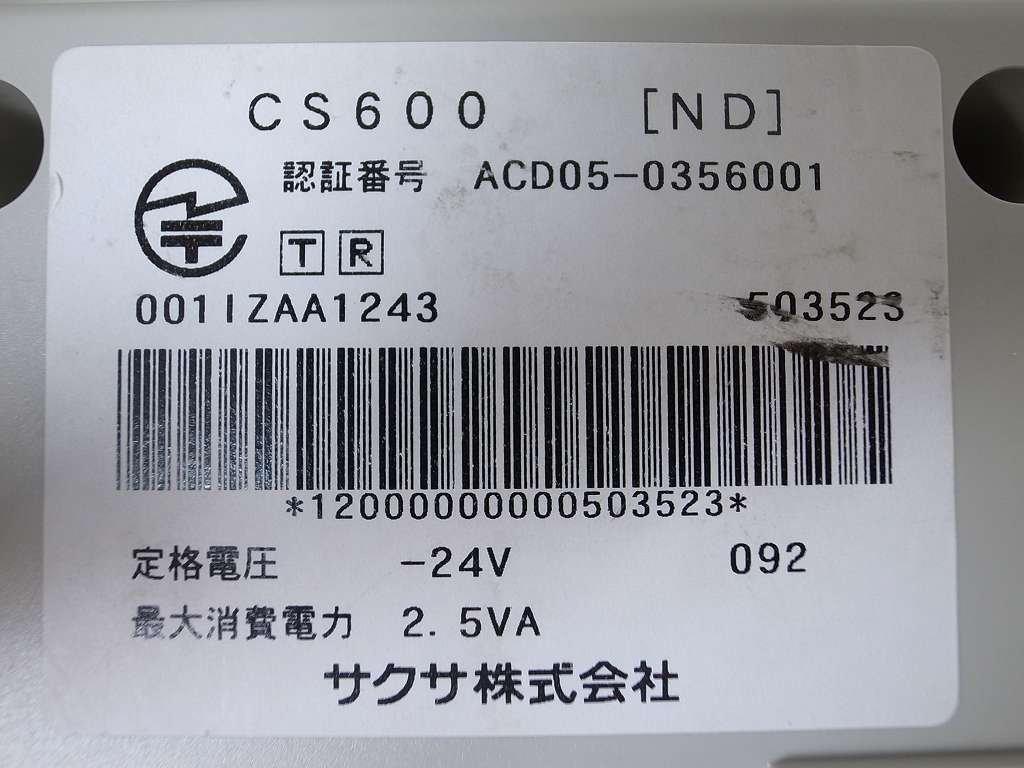 CS600 [ND]
認証番号 ACD05-0356001
T R
001IZAA1243 503523
*12000000000503523*
定格電圧 -24V 092
最大消費電力 2.5VA
サクサ株式会社